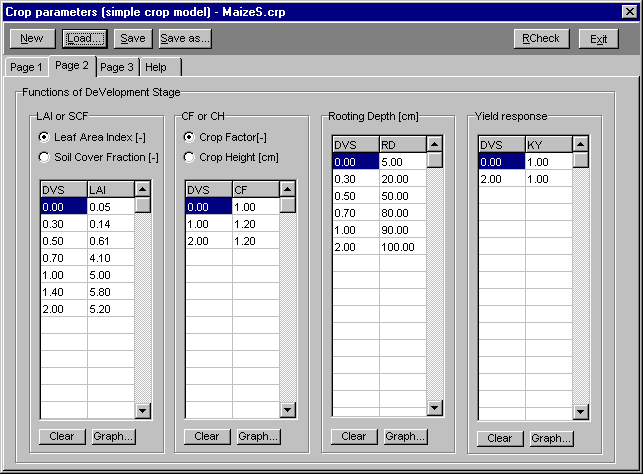 Crop parameters (simple crop model) - MaizeS.crp
New Load... Save Save as... RCheck Exit
Page 1 Page 2 Page 3 Help
Functions of DeVelopment Stage
LAI or SCF
Leaf Area Index [-]
Soil Cover Fraction [-]
DVS LAI
0.00 0.05
0.30 0.14
0.50 0.61
0.70 4.10
1.00 5.00
1.40 5.80
2.00 5.20
Clear Graph...
CF or CH
Crop Factor[-]
Crop Height [cm]
DVS CF
0.00 1.00
1.00 1.20
2.00 1.20
Clear Graph...
Rooting Depth [cm]
DVS RD
0.00 5.00
0.30 20.00
0.50 50.00
0.70 80.00
1.00 90.00
2.00 100.00
Clear Graph...
Yield response
DVS KY
0.00 1.00
2.00 1.00
Clear Graph...